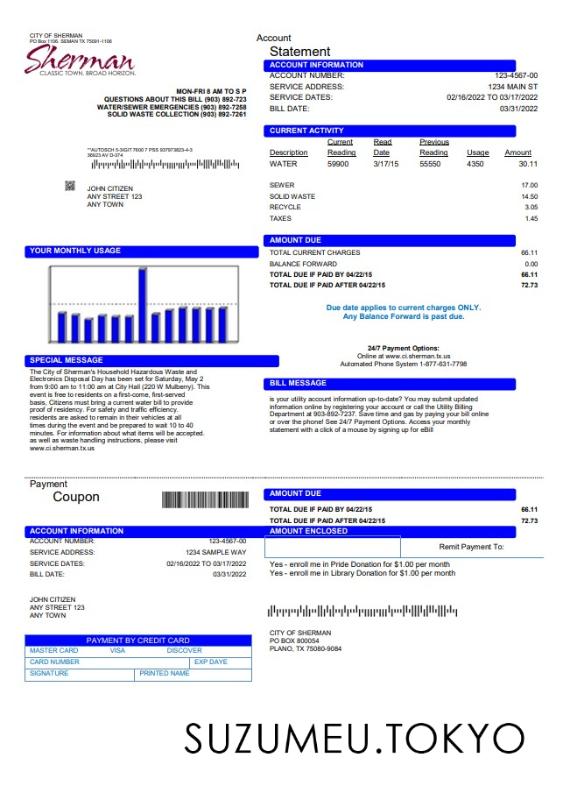 CITY OF SHERMAN
PO Box 1106, SEMAN TX 75091-1106
Sherman
CLASSIC TOWN. BROAD HORIZON.
MON-FRI 8 AM TO S P
QUESTIONS ABOUT THIS BILL (903) 892-723
WATER/SEWER EMERGENCIES (903) 892-7258
SOLID WASTE COLLECTION (903) 892-7261
JOHN CITIZEN
ANY STREET 123
ANY TOWN
Account
Statement
ACCOUNT INFORMATION
ACCOUNT NUMBER: 123-4567-00
SERVICE ADDRESS: 1234 MAIN ST
SERVICE DATES: 02/16/2022 TO 03/17/2022
BILL DATE: 03/31/2022
CURRENT ACTIVITY
Current Read Previous
Description Reading Date Reading Usage Amount
WATER 59900 3/17/15 55550 4350 30.11
SEWER 17.00
SOLID WASTE 14.50
RECYCLE 3.05
TAXES 1.45
AMOUNT DUE
TOTAL CURRENT CHARGES 66.11
BALANCE FORWARD 0.00
TOTAL DUE IF PAID BY 04/22/15 66.11
TOTAL DUE IF PAID AFTER 04/22/15 72.73
Due date applies to current charges ONLY.
Any Balance Forward is past due.
24/7 Payment Options:
Online at www.ci.sherman.tx.us
Automated Phone System 1-877-631-7798
YOUR MONTHLY USAGE
SPECIAL MESSAGE
The City of Sherman's Household Hazardous Waste and
Electronics Disposal Day has been set for Saturday, May 2
from 9:00 am to 11:00 am at City Hall (220 W Mulberry). This
event is free to residents on a first-come, first-served
basis, Citizens must bring a current water bill to provide
proof of residency. For safety and traffic efficiency,
residents are asked to remain in their vehicles at all
times during the event and be prepared to wait 10 to 40
minutes. For information about what items will be accepted.
as well as waste handling instructions, please visit
www.ci.sherman.tx.us
BILL MESSAGE
is your utility account information up-to-date? You may submit updated
information online by registering your account or call the Utility Billing
Department at 903-892-7237. Save time and gas by paying your bill online
or over the phone! See 24/7 Payment Options. Access your monthly
statement with a click of a mouse by signing up for eBill
Payment
Coupon
ACCOUNT INFORMATION
ACCOUNT NUMBER: 123-4567-00
SERVICE ADDRESS: 1234 SAMPLE WAY
SERVICE DATES: 02/16/2022 TO 03/17/2022
BILL DATE: 03/31/2022
JOHN CITIZEN
ANY STREET 123
ANY TOWN
PAYMENT BY CREDIT CARD
MASTER CARD VISA DISCOVER
CARD NUMBER EXP DAYE
SIGNATURE PRINTED NAME
AMOUNT DUE
TOTAL DUE IF PAID BY 04/22/15 66.11
TOTAL DUE IF PAID AFTER 04/22/15 72.73
AMOUNT ENCLOSED
Remit Payment To:
Yes - enroll me in Pride Donation for $1.00 per month
Yes - enroll me in Library Donation for $1.00 per month
CITY OF SHERMAN
PO BOX 800054
PLANO, TX 75080-9084
SUZUMEU.TOKYO